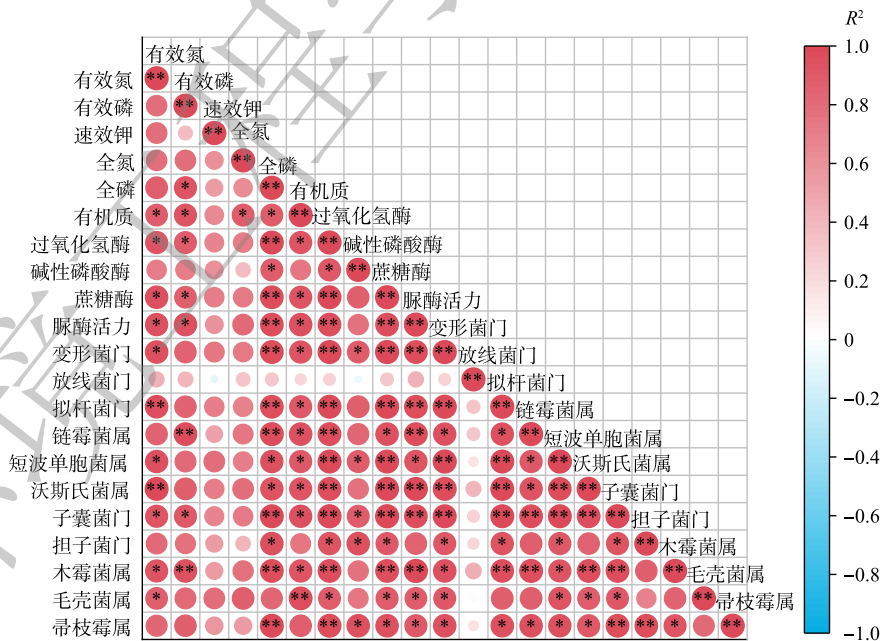 R²
有效氮
有效氮 ** 有效磷
有效磷 ** 速效钾
速效钾 ** 全氮
全氮 ** 全磷
全磷 * ** 有机质
有机质 * * * * ** 过氧化氢酶
过氧化氢酶 * * ** * ** 碱性磷酸酶
碱性磷酸酶 * * ** 蔗糖酶
蔗糖酶 * * ** * ** ** 脲酶活力
脲酶活力 * * ** * ** ** ** 变形菌门
变形菌门 * ** * ** * ** ** ** 放线菌门
放线菌门 ** 拟杆菌门
拟杆菌门 ** ** * ** ** ** ** ** 链霉菌属
链霉菌属 ** ** * ** * ** * * ** 短波单胞菌属
短波单胞菌属 * * * ** * ** * * ** * ** 沃斯氏菌属
沃斯氏菌属 ** * * ** ** ** ** ** * ** ** 子囊菌门
子囊菌门 * * ** * ** * ** ** ** ** ** ** ** ** 担子菌门
担子菌门 * * * * * * * * ** 木霉菌属
木霉菌属 * ** ** * ** ** ** * ** ** * ** * ** 毛壳菌属
毛壳菌属 * ** * * * * * * * ** 帚枝霉属
帚枝霉属 ** ** * * ** * * * * ** ** * **
1.0
0.8
0.6
0.4
0.2
0
−0.2
−0.4
−0.6
−0.8
−1.0